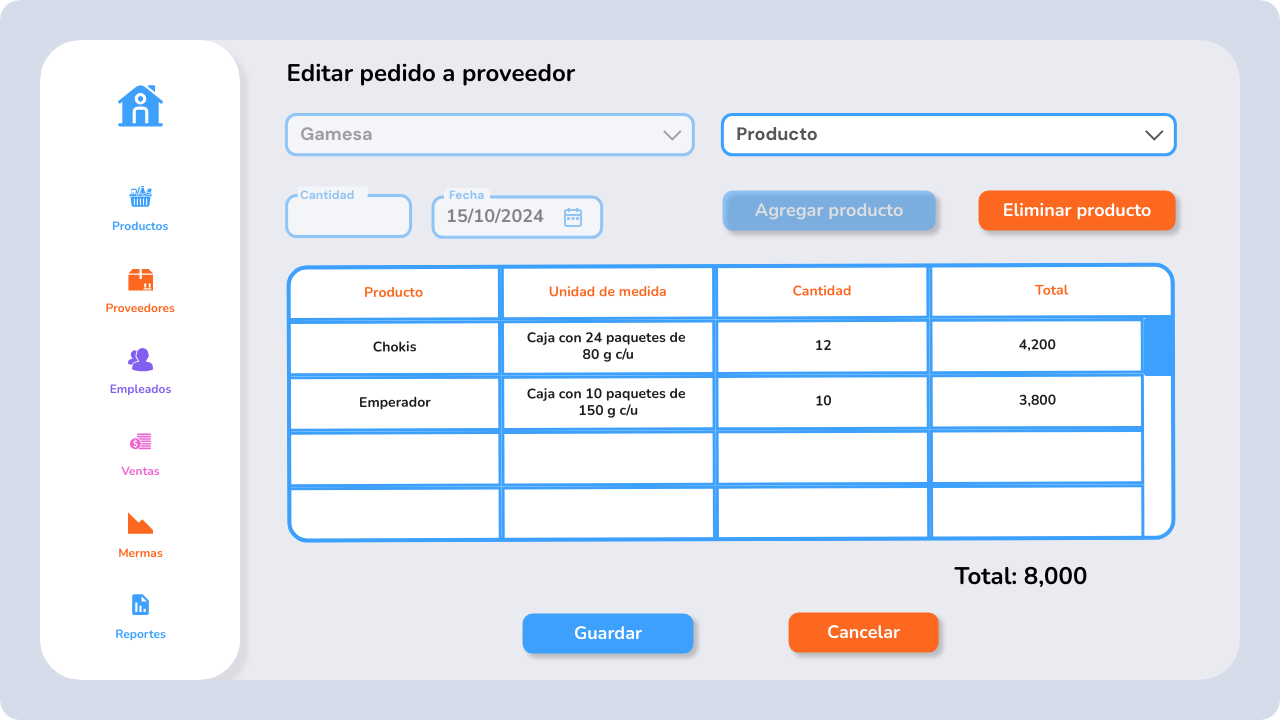 Editar pedido a proveedor
Gamesa
Producto
Cantidad
Fecha
15/10/2024
Agregar producto
Eliminar producto
Productos
Proveedores
Empleados
Ventas
Mermas
Reportes
Producto
Unidad de medida
Cantidad
Total
Chokis
Caja con 24 paquetes de
80 g c/u
12
4,200
Emperador
Caja con 10 paquetes de
150 g c/u
10
3,800
Total: 8,000
Guardar
Cancelar